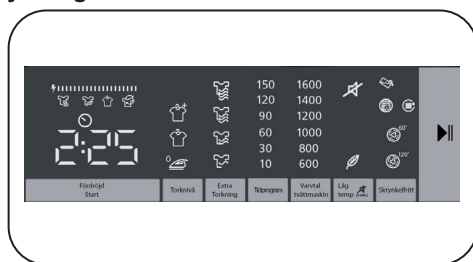 150 1600
120 1400
90 1200
2:25 60 1000 60'
30 800
10 600 120'
Fördröjd Start
Torknivå
Extra Torkning
Tidprogram
Varvtal tvättmaskin
Låg temp
Skrynkelfritt